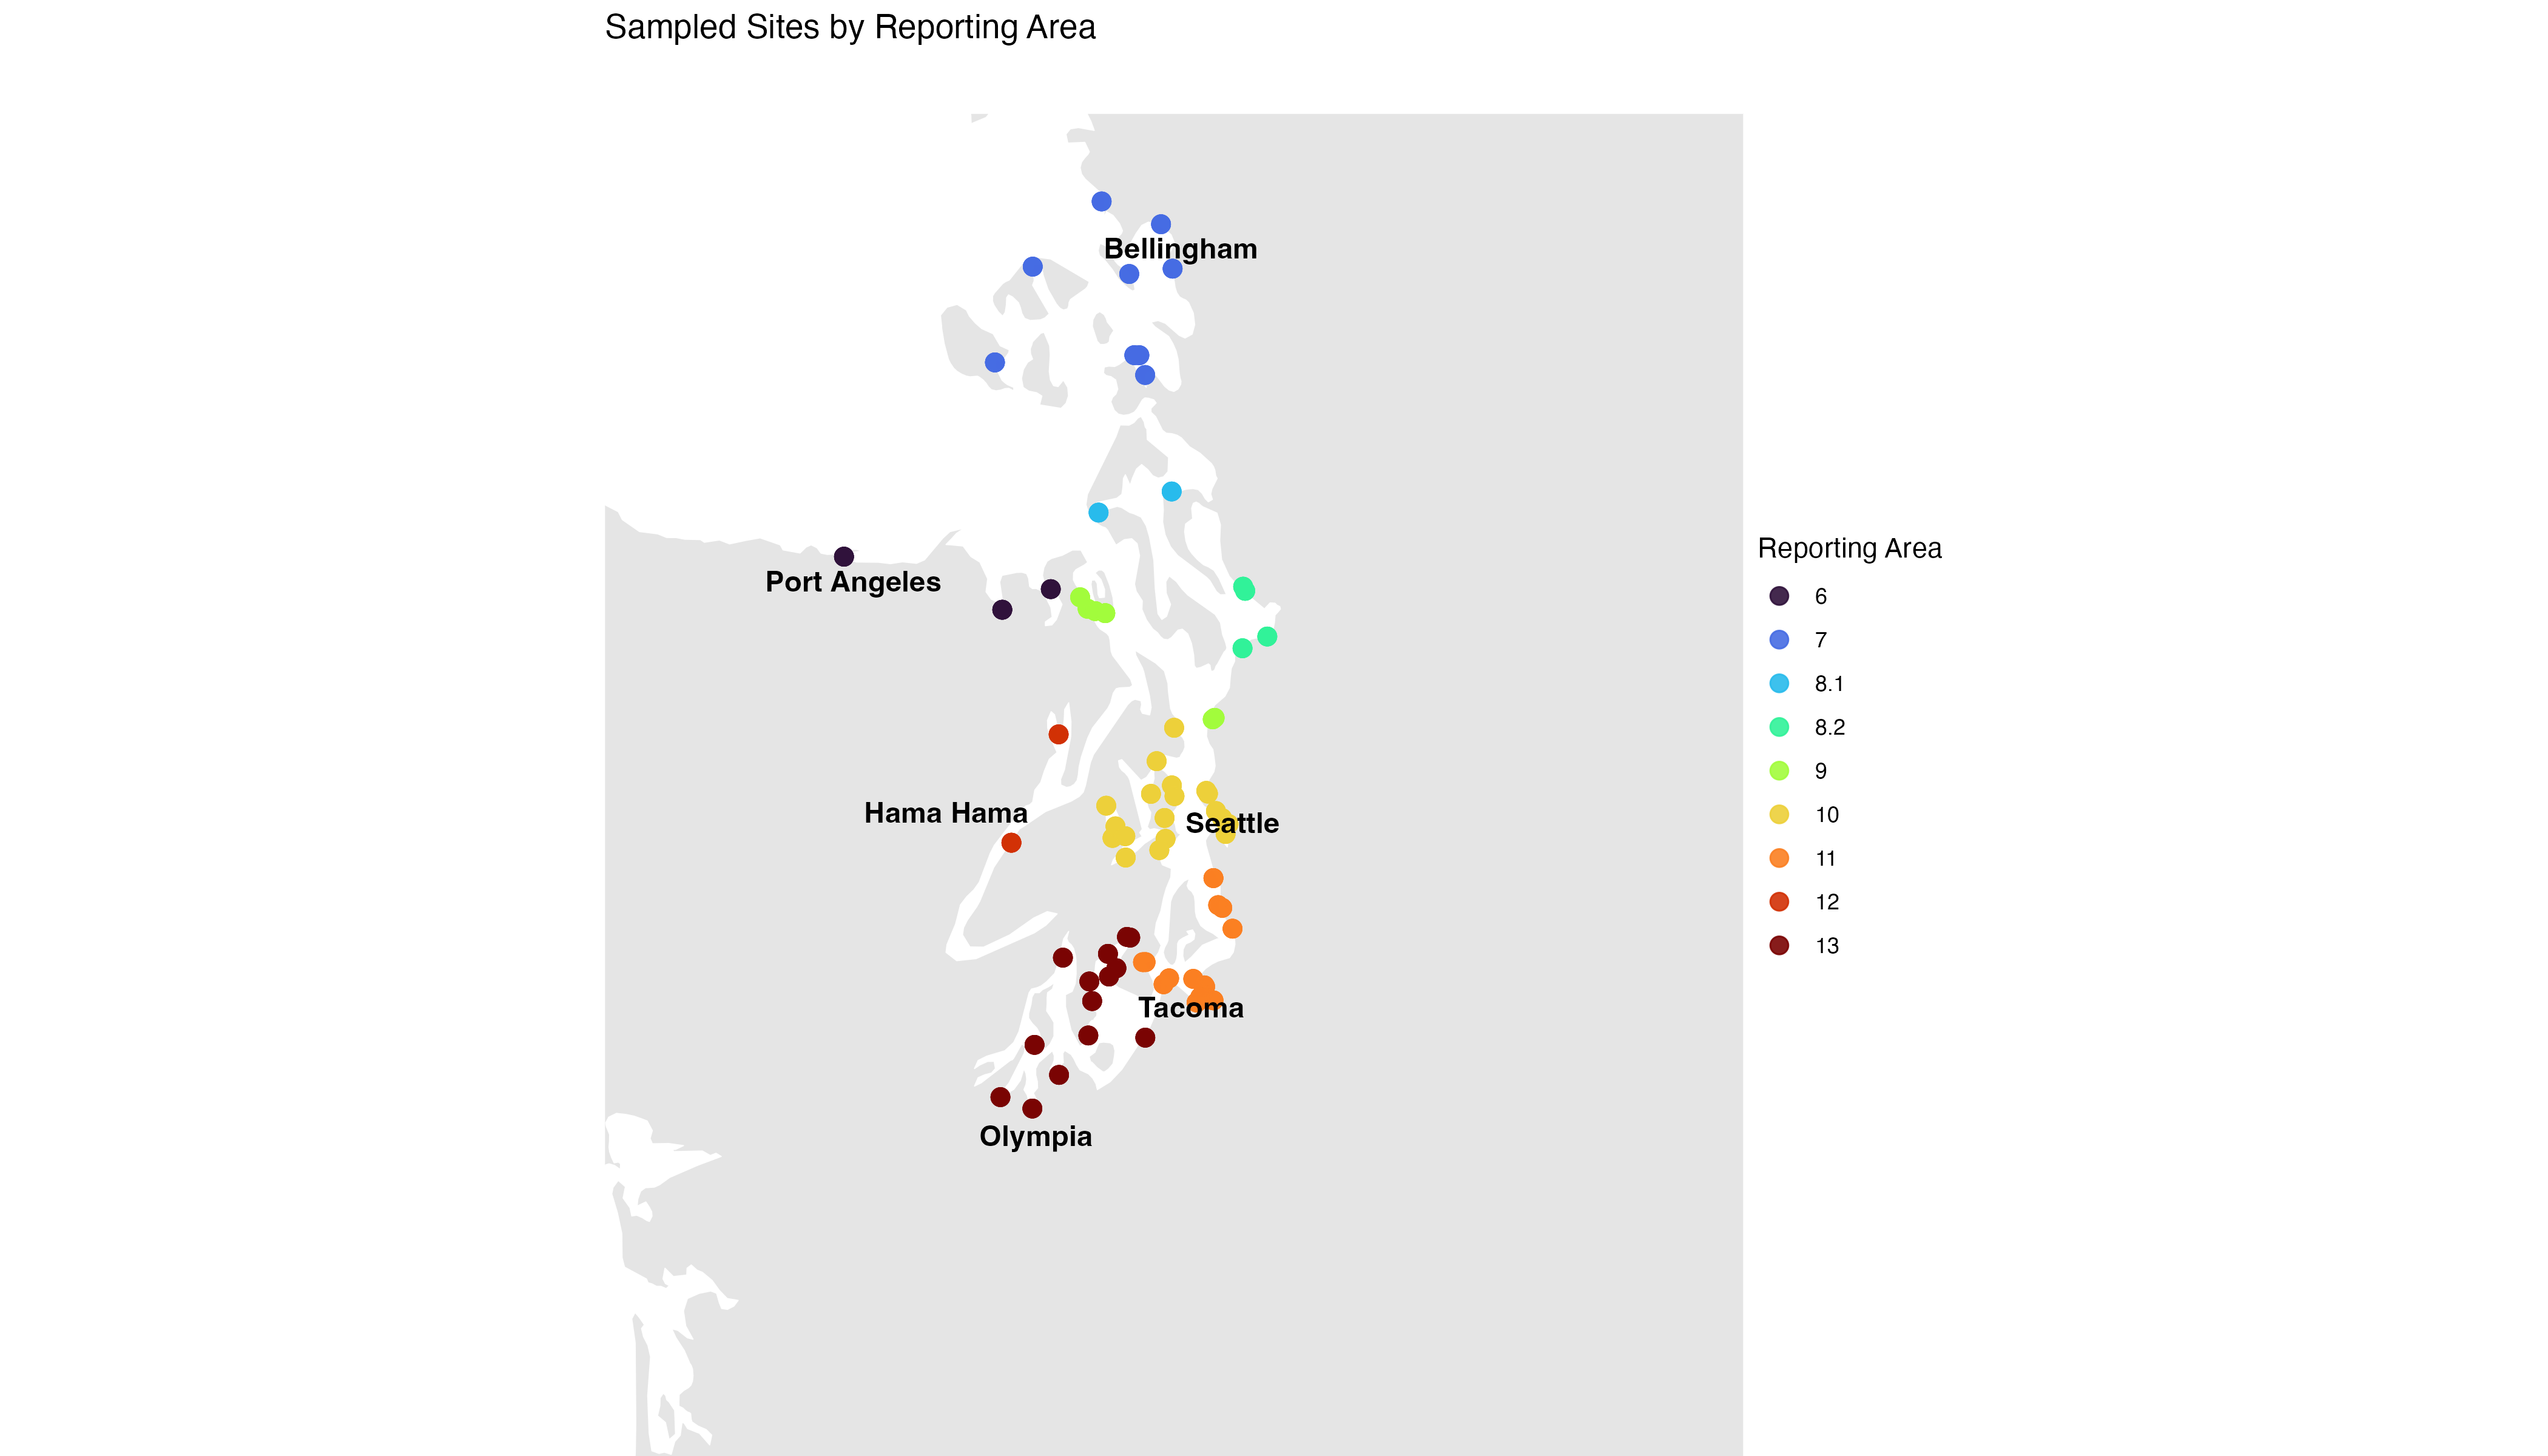 Sampled Sites by Reporting Area
Bellingham
Port Angeles
Hama Hama
Seattle
Tacoma
Olympia
Reporting Area
6
7
8.1
8.2
9
10
11
12
13